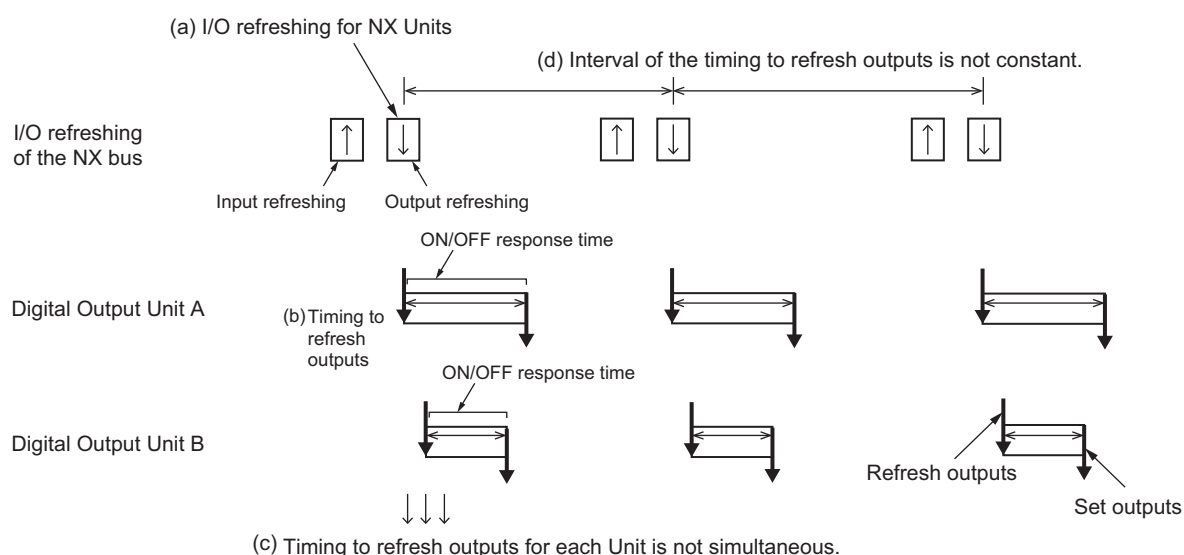 (a) I/O refreshing for NX Units
(d) Interval of the timing to refresh outputs is not constant.
I/O refreshing
of the NX bus
Input refreshing
Output refreshing
ON/OFF response time
Digital Output Unit A
(b) Timing to
refresh
outputs
ON/OFF response time
Digital Output Unit B
Refresh outputs
Set outputs
(c) Timing to refresh outputs for each Unit is not simultaneous.